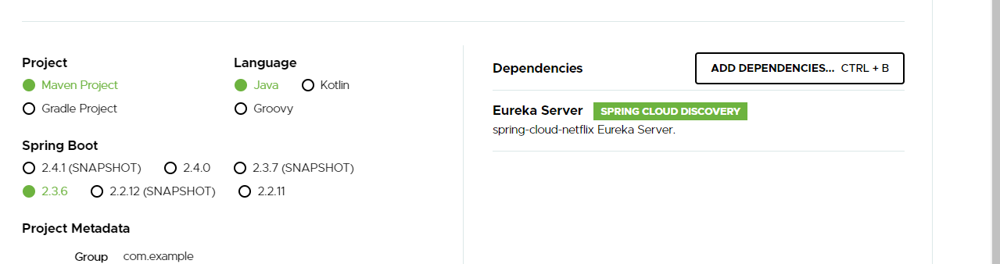 Project
Language
Maven Project
Java
Kotlin
Gradle Project
Groovy
Spring Boot
2.4.1 (SNAPSHOT)
2.4.0
2.3.7 (SNAPSHOT)
2.3.6
2.2.12 (SNAPSHOT)
2.2.11
Project Metadata
Group com.example
Dependencies
ADD DEPENDENCIES... CTRL + B
Eureka Server SPRING CLOUD DISCOVERY
spring-cloud-netflix Eureka Server.